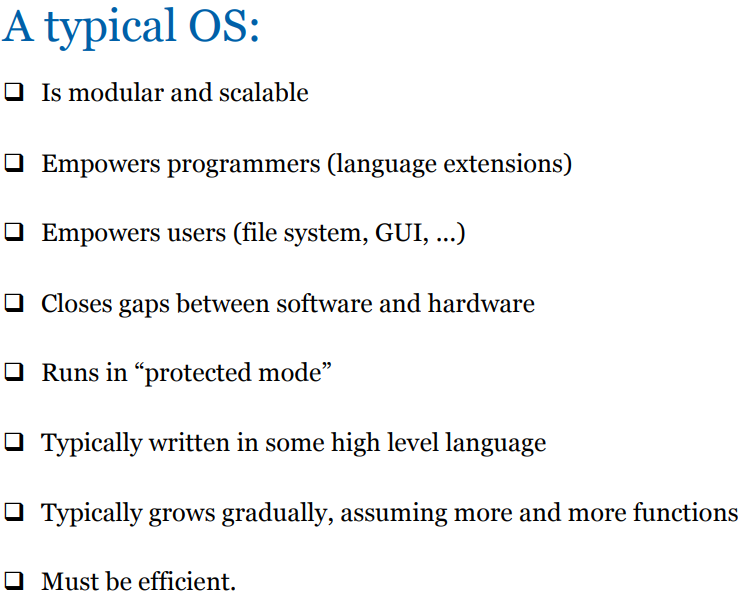 A typical OS:
Is modular and scalable
Empowers programmers (language extensions)
Empowers users (file system, GUI, ...)
Closes gaps between software and hardware
Runs in “protected mode”
Typically written in some high level language
Typically grows gradually, assuming more and more functions
Must be efficient.